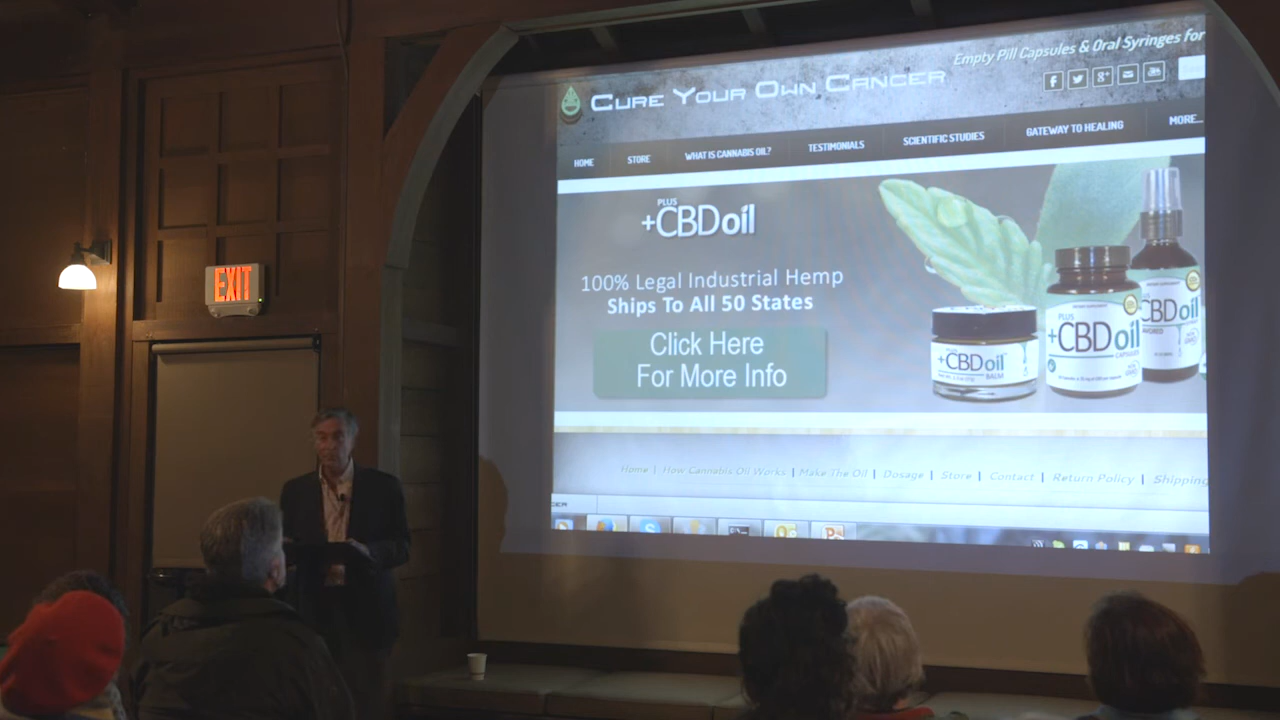 Empty Pill Capsules & Oral Syringes for
CURE YOUR OWN CANCER
HOME
STORE
WHAT IS CANNABIS OIL?
TESTIMONIALS
SCIENTIFIC STUDIES
GATEWAY TO HEALING
MORE...
PLUS
+CBDoil
100% Legal Industrial Hemp
Ships To All 50 States
Click Here
For More Info
+CBDoil
BALM
PLUS
+CBDoil
CAPSULES
CBDoil
EXIT
Home | How Cannabis Oil Works | Make The Oil | Dosage | Store | Contact | Return Policy | Shipping